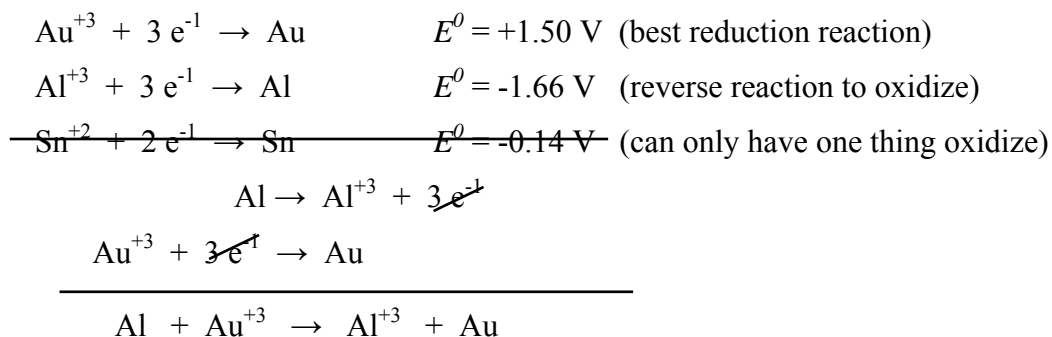 Au⁺³ + 3 e⁻¹ → Au E⁰ = +1.50 V (best reduction reaction)
Al⁺³ + 3 e⁻¹ → Al E⁰ = -1.66 V (reverse reaction to oxidize)
Sn⁺² + 2 e⁻¹ → Sn E⁰ = -0.14 V (can only have one thing oxidize)
Al → Al⁺³ + 3 e⁻¹
Au⁺³ + 3 e⁻¹ → Au
Al + Au⁺³ → Al⁺³ + Au